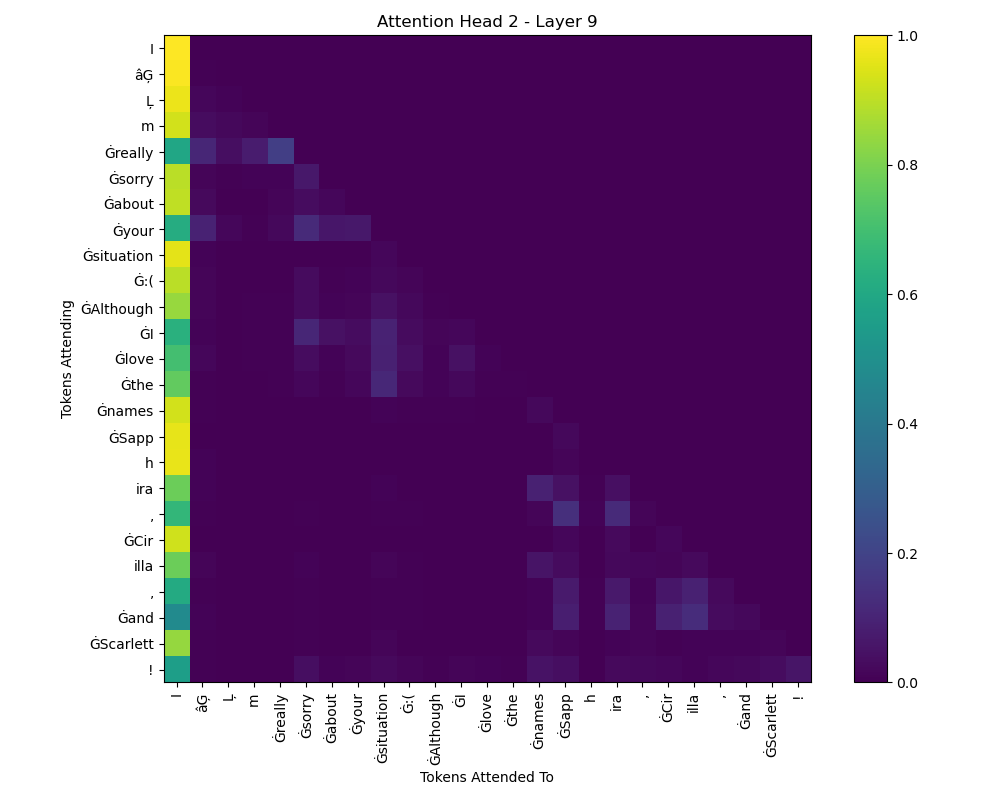 Attention Head 2 - Layer 9
Tokens Attending
I
âĢ
Ļ
m
Ġreally
Ġsorry
Ġabout
Ġyour
Ġsituation
Ġ:(
ĠAlthough
ĠI
Ġlove
Ġthe
Ġnames
ĠSapp
h
ira
,
ĠCir
illa
,
Ġand
ĠScarlett
!
I
âĢ
Ļ
m
Ġreally
Ġsorry
Ġabout
Ġyour
Ġsituation
Ġ:(
ĠAlthough
ĠI
Ġlove
Ġthe
Ġnames
ĠSapp
h
ira
,
ĠCir
illa
,
Ġand
ĠScarlett
!
Tokens Attended To
1.0
0.8
0.6
0.4
0.2
0.0